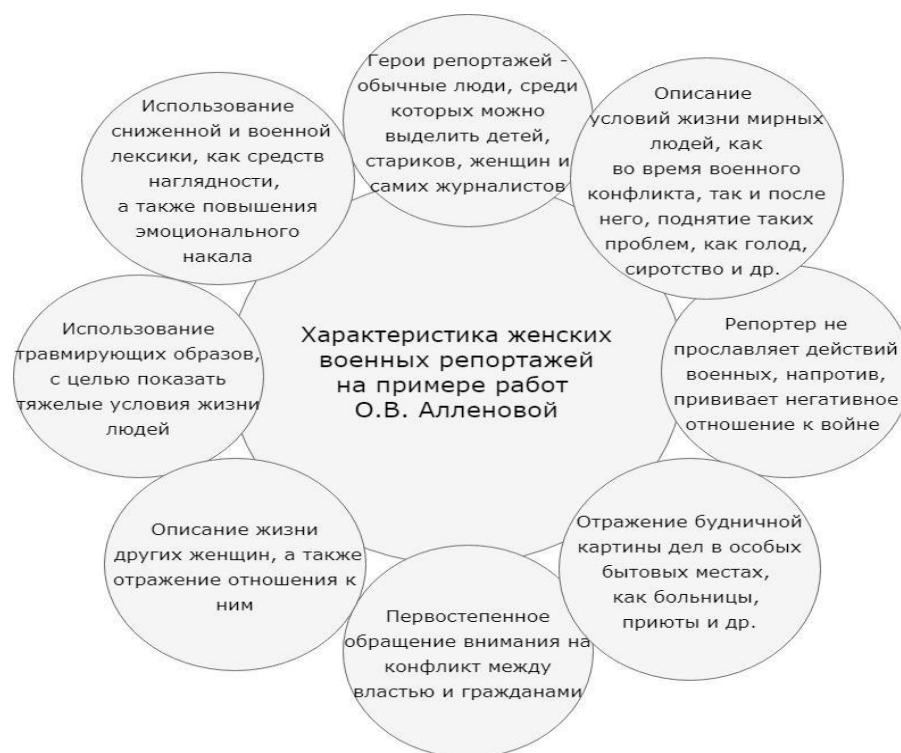 Герои репортажей -
обычные люди, среди
которых можно
выделить детей,
стариков, женщин и
самих журналистов
Описание
условий жизни мирных
людей, как
во время военного
конфликта, так и после
него, поднятие таких
проблем, как голод,
сиротство и др.
Репортер не
прославляет действий
военных, напротив,
прививает негативное
отношение к войне
Отражение будничной
картины дел в особых
бытовых местах,
как больницы,
приюты и др.
Первостепенное
обращение внимания на
конфликт между
властью и гражданами
Описание жизни
других женщин, а также
отражение отношения к
ним
Использование
травмирующих образов,
с целью показать
тяжелые условия жизни
людей
Использование
сниженной и военной
лексики, как средств
наглядности,
а также повышения
эмоционального
накала
Характеристика женских
военных репортажей
на примере работ
О.В. Алленовой